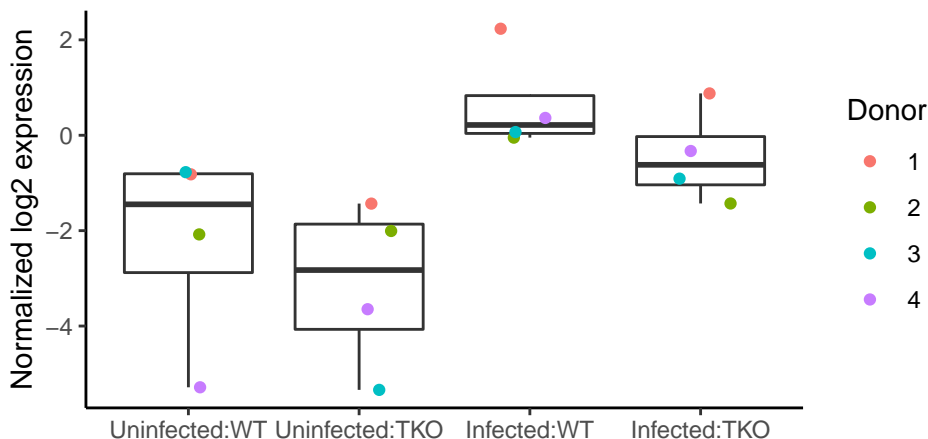 Normalized log2 expression
2
0
−2
−4
Uninfected:WT
Uninfected:TKO
Infected:WT
Infected:TKO
Donor
1
2
3
4